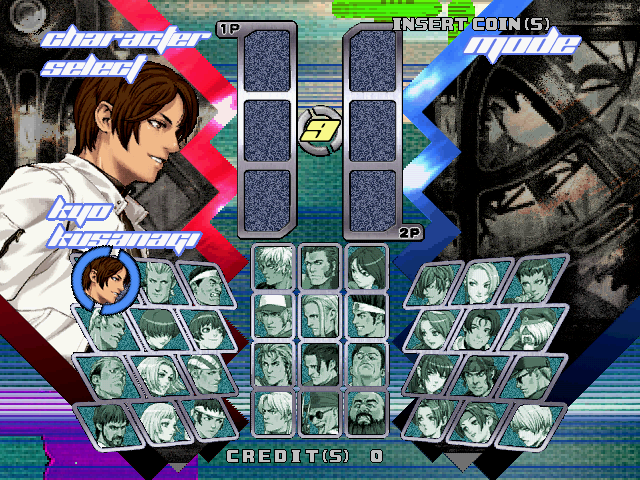 1P
INSERT COIN(S)
character
select
mode
9
kyo
kusanagi
2P
CREDIT(S) 0